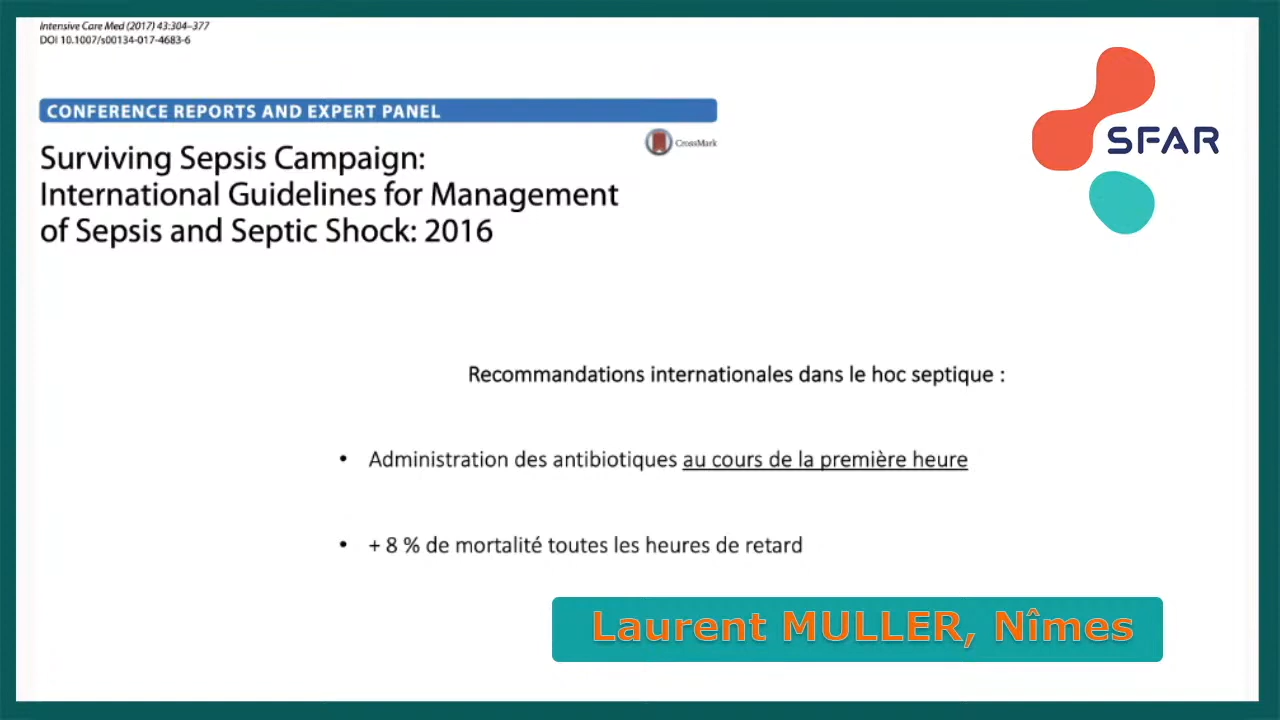 Intensive Care Med (2017) 43:304–377
DOI 10.1007/s00134-017-4683-6
CONFERENCE REPORTS AND EXPERT PANEL
CrossMark
Surviving Sepsis Campaign:
International Guidelines for Management
of Sepsis and Septic Shock: 2016
SFAR
Recommandations internationales dans le hoc septique :
• Administration des antibiotiques au cours de la première heure
• + 8 % de mortalité toutes les heures de retard
Laurent MULLER, Nîmes